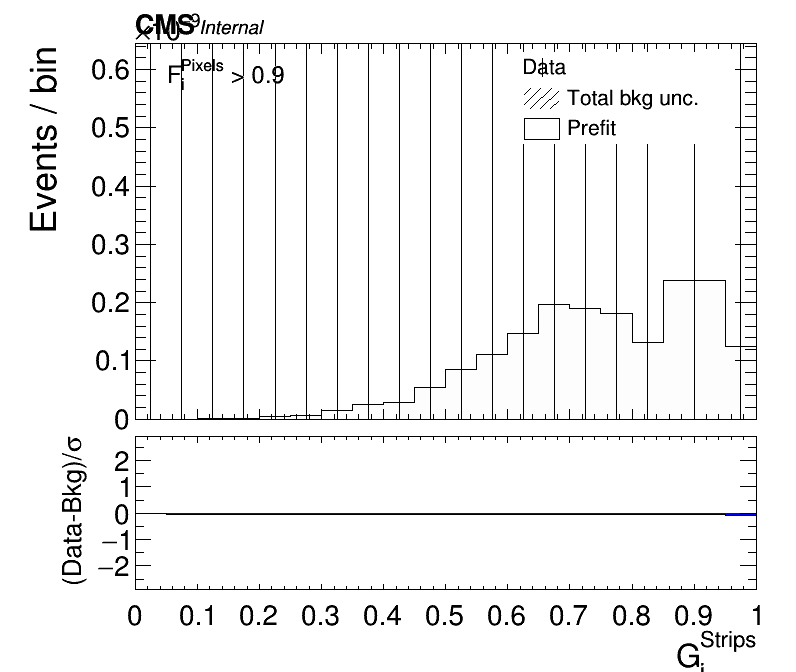 CMS Internal
×10^9
F_i^Pixels > 0.9
Data
Total bkg unc.
Prefit
Events / bin
0.6
0.5
0.4
0.3
0.2
0.1
0
(Data-Bkg)/σ
2
1
0
−1
−2
0 0.1 0.2 0.3 0.4 0.5 0.6 0.7 0.8 0.9 1
G_i^Strips